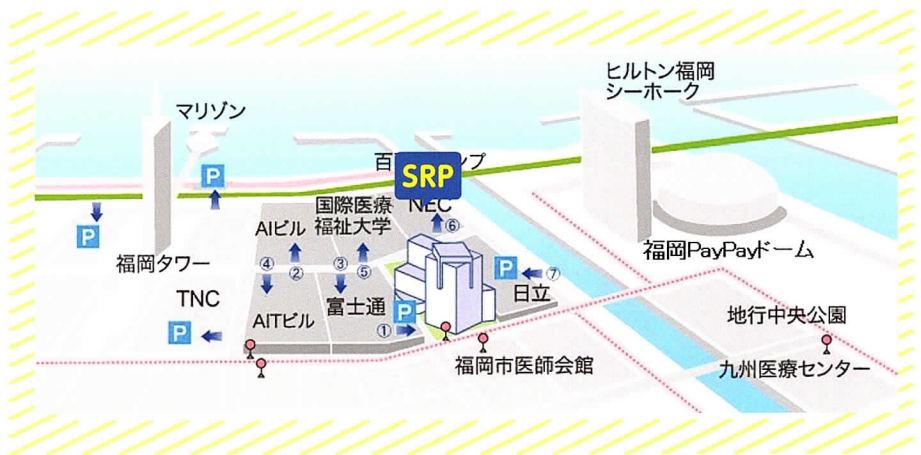 ヒルトン福岡
シーホーク
マリゾン
P
百
プ
SRP
国際医療
福祉大学
NEC
⑥
AIビル
P
福岡タワー
福岡PayPayドーム
④
②
③
⑤
P
⑦
日立
TNC
富士通
P
地行中央公園
AITビル
①
P
福岡市医師会館
九州医療センター